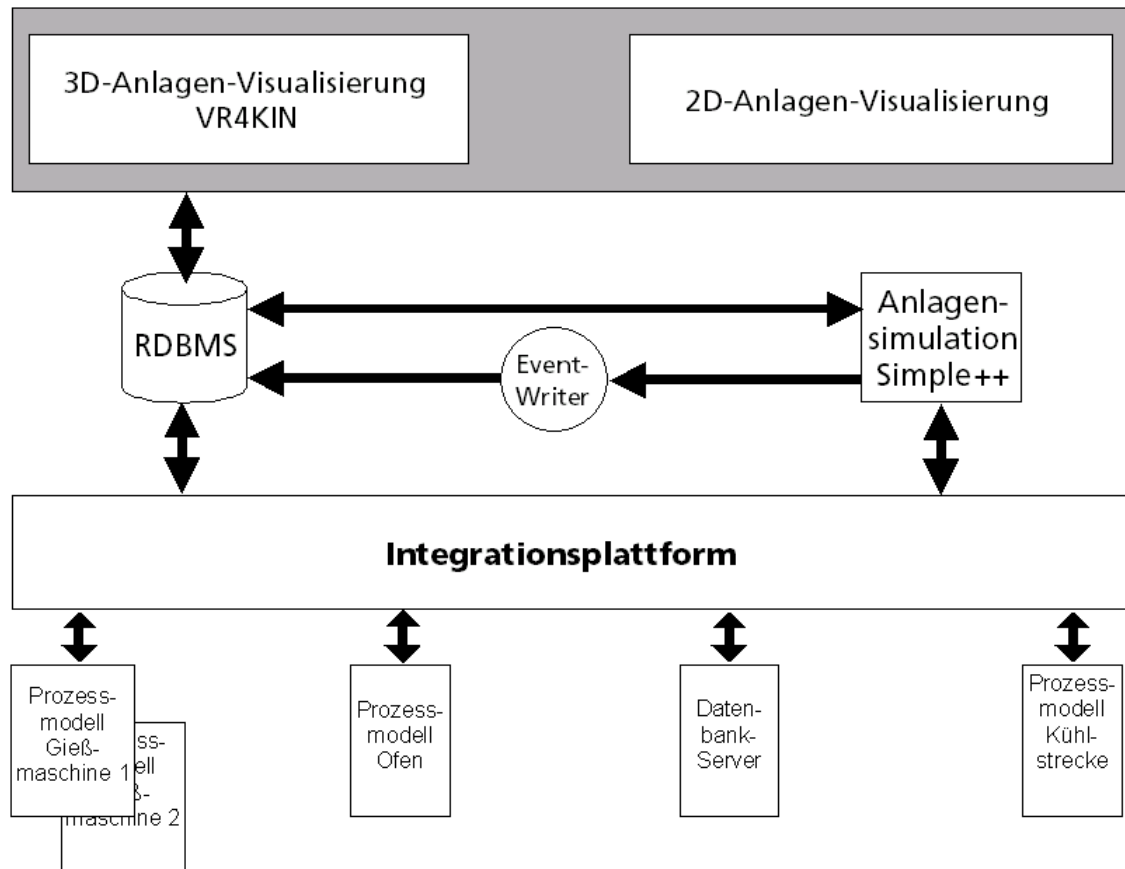 3D-Anlagen-Visualisierung
VR4KIN
2D-Anlagen-Visualisierung
RDBMS
Event-
Writer
Anlagen-
simulation
Simple++
Integrationsplattform
Prozess-
modell
Gieß-
maschine 1
maschine 2
Prozess-
modell
Ofen
Daten-
bank-
Server
Prozess-
modell
Kühl-
strecke